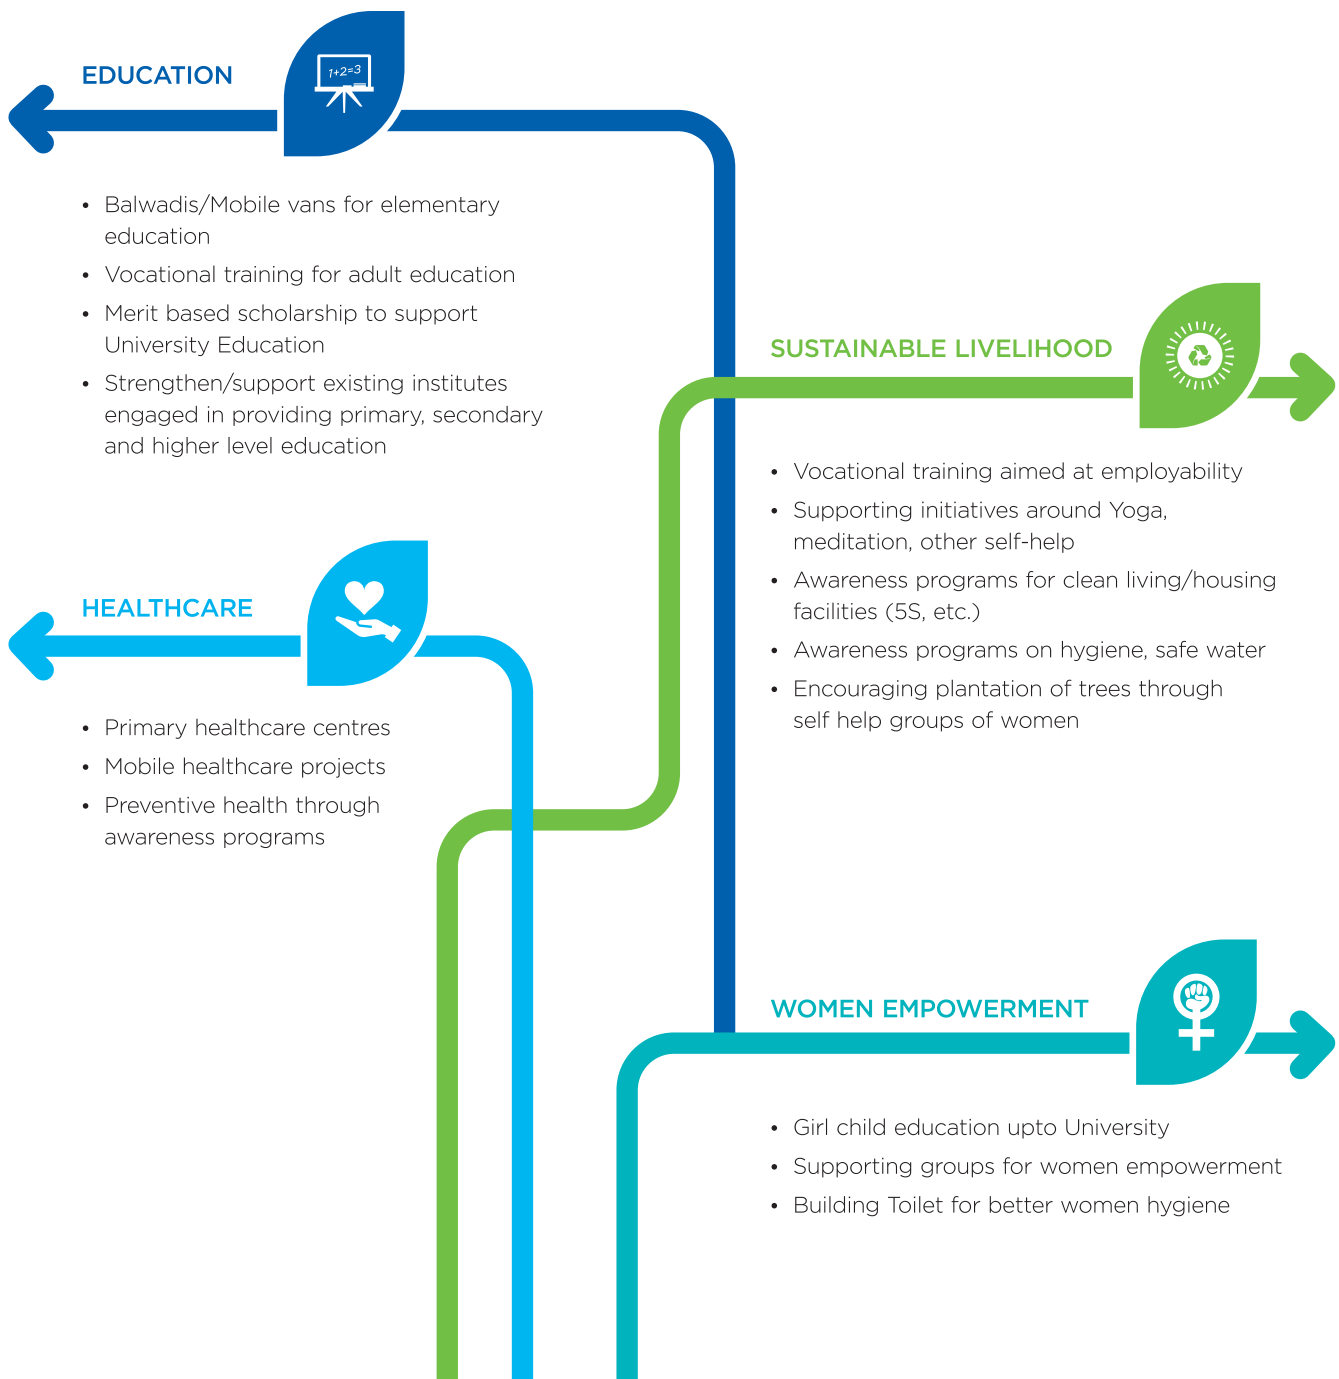 EDUCATION
1+2=3
• Balwadis/Mobile vans for elementary
education
• Vocational training for adult education
• Merit based scholarship to support
University Education
• Strengthen/support existing institutes
engaged in providing primary, secondary
and higher level education
SUSTAINABLE LIVELIHOOD
• Vocational training aimed at employability
• Supporting initiatives around Yoga,
meditation, other self-help
• Awareness programs for clean living/housing
facilities (5S, etc.)
• Awareness programs on hygiene, safe water
• Encouraging plantation of trees through
self help groups of women
HEALTHCARE
• Primary healthcare centres
• Mobile healthcare projects
• Preventive health through
awareness programs
WOMEN EMPOWERMENT
• Girl child education upto University
• Supporting groups for women empowerment
• Building Toilet for better women hygiene